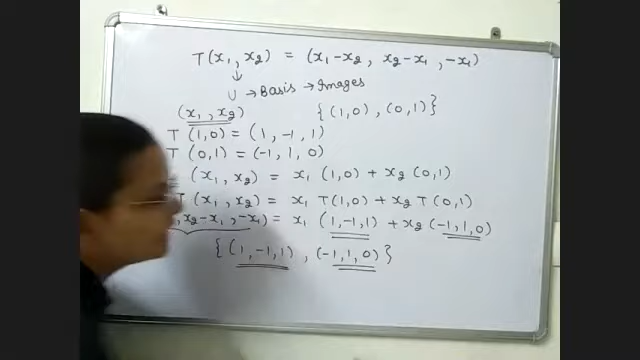 T(x₁, x₂) = (x₁-x₂, x₂-x₁, -x₁)
U → Basis → Images
(x₁, x₂) {(1,0), (0,1)}
T (1,0) = (1, -1, 1)
T (0,1) = (-1, 1, 0)
(x₁, x₂) = x₁ (1,0) + x₂ (0,1)
T (x₁, x₂) = x₁ T(1,0) + x₂ T(0,1)
, x₂-x₁, -x₁) = x₁ (1,-1,1) + x₂ (-1,1,0)
{(1,-1,1), (-1,1,0)}